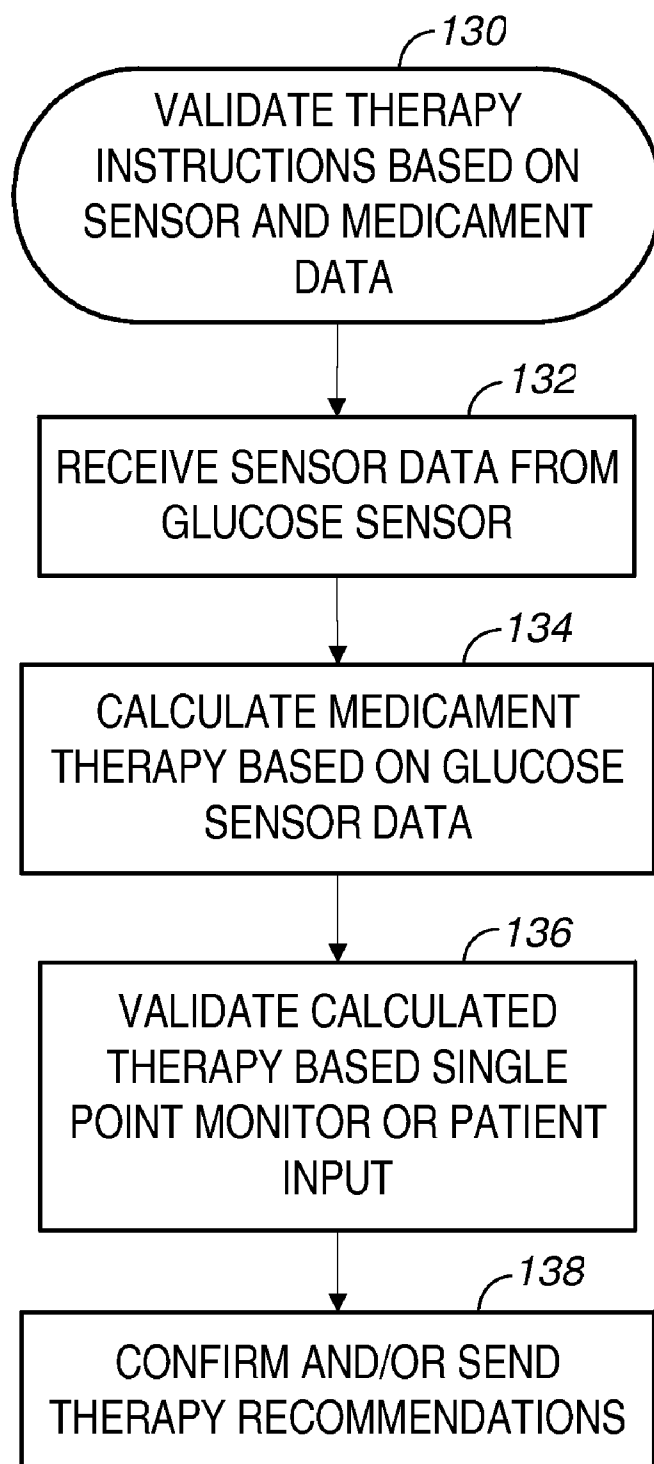 130
VALIDATE THERAPY
INSTRUCTIONS BASED ON
SENSOR AND MEDICAMENT
DATA
132
RECEIVE SENSOR DATA FROM
GLUCOSE SENSOR
134
CALCULATE MEDICAMENT
THERAPY BASED ON GLUCOSE
SENSOR DATA
136
VALIDATE CALCULATED
THERAPY BASED SINGLE
POINT MONITOR OR PATIENT
INPUT
138
CONFIRM AND/OR SEND
THERAPY RECOMMENDATIONS